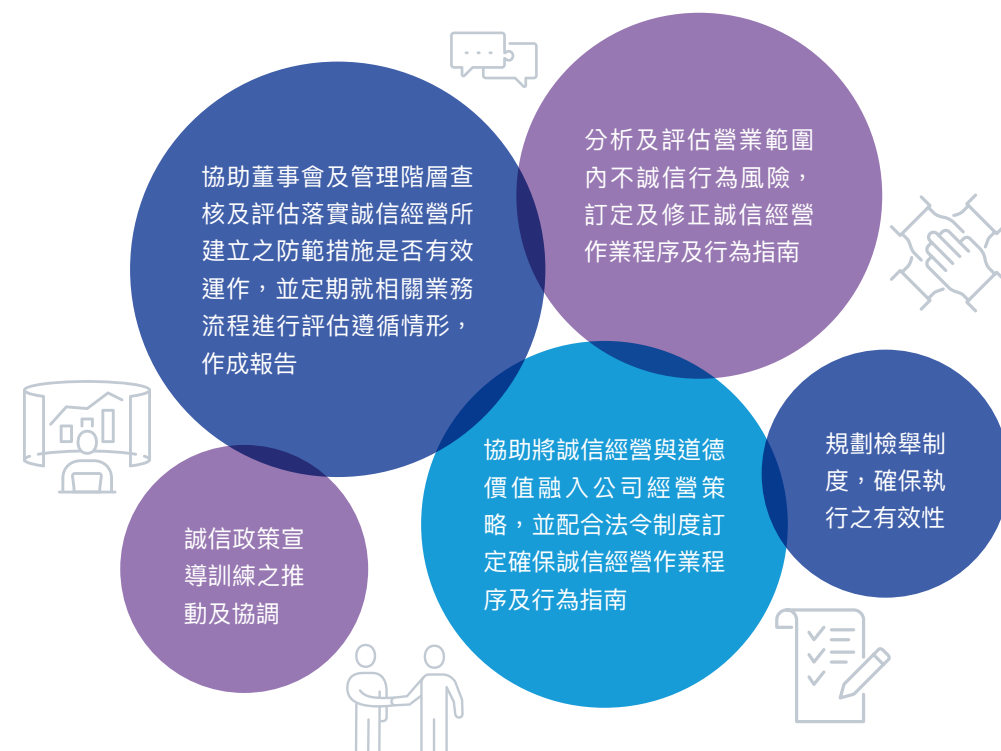 協助董事會及管理階層查
核及評估落實誠信經營所
建立之防範措施是否有效
運作，並定期就相關業務
流程進行評估遵循情形，
作成報告
分析及評估營業範圍
內不誠信行為風險，
訂定及修正誠信經營
作業程序及行為指南
誠信政策宣
導訓練之推
動及協調
協助將誠信經營與道德
價值融入公司經營策
略，並配合法令制度訂
定確保誠信經營作業程
序及行為指南
規劃檢舉制
度，確保執
行之有效性